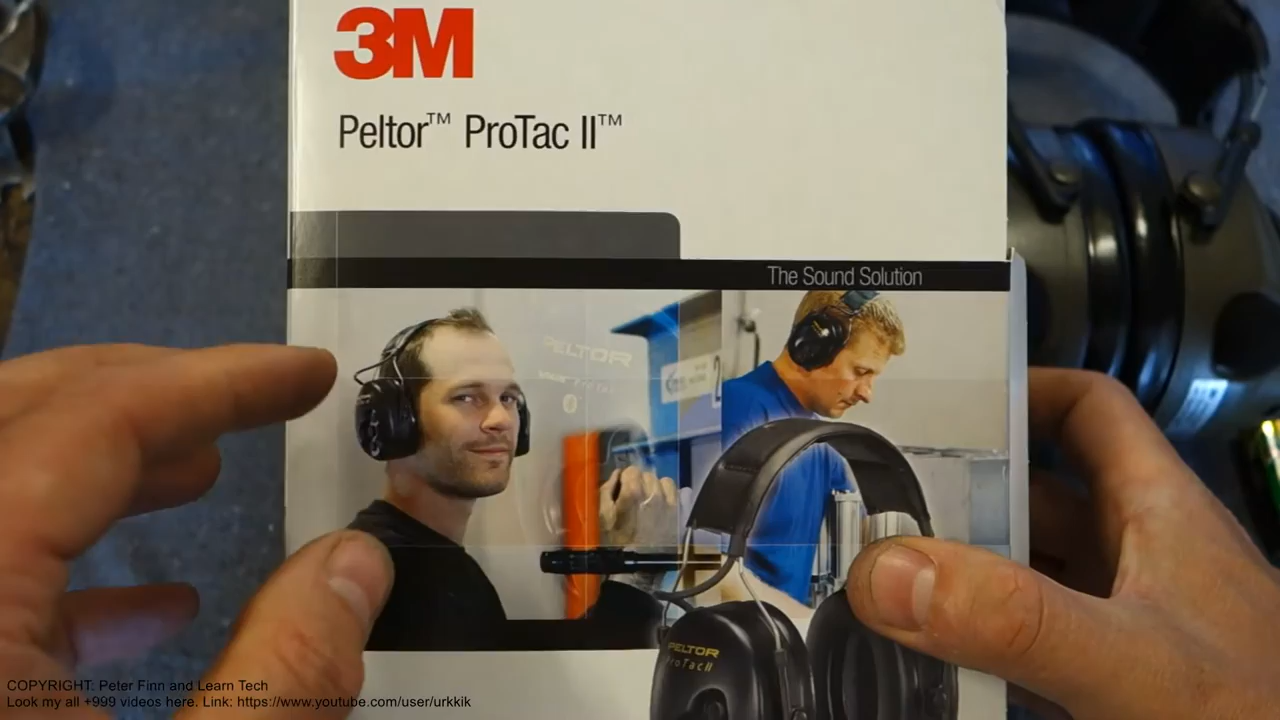 3M
Peltor™ ProTac II™
The Sound Solution
PELTOR
2
PELTOR
ProTac II
COPYRIGHT: Peter Finn and Learn Tech
Look my all +999 videos here. Link: https://www.youtube.com/user/urkkik